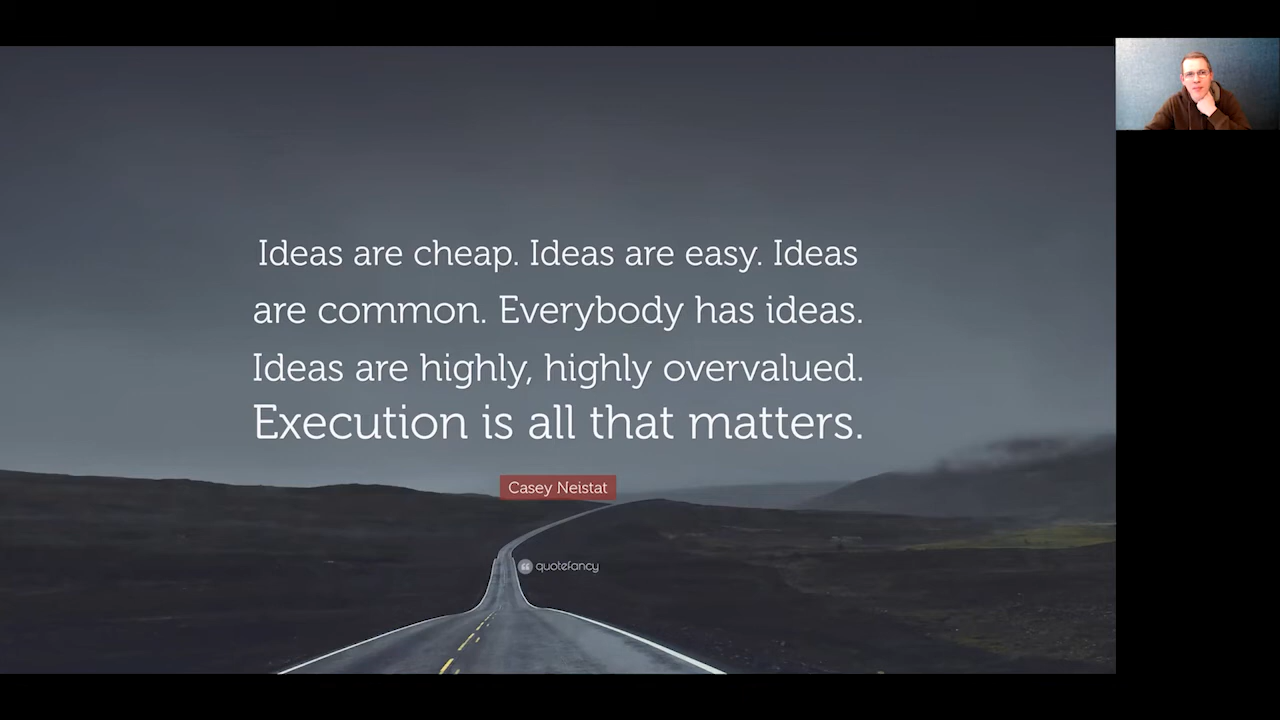 Ideas are cheap. Ideas are easy. Ideas
are common. Everybody has ideas.
Ideas are highly, highly overvalued.
Execution is all that matters.
Casey Neistat
quotefancy